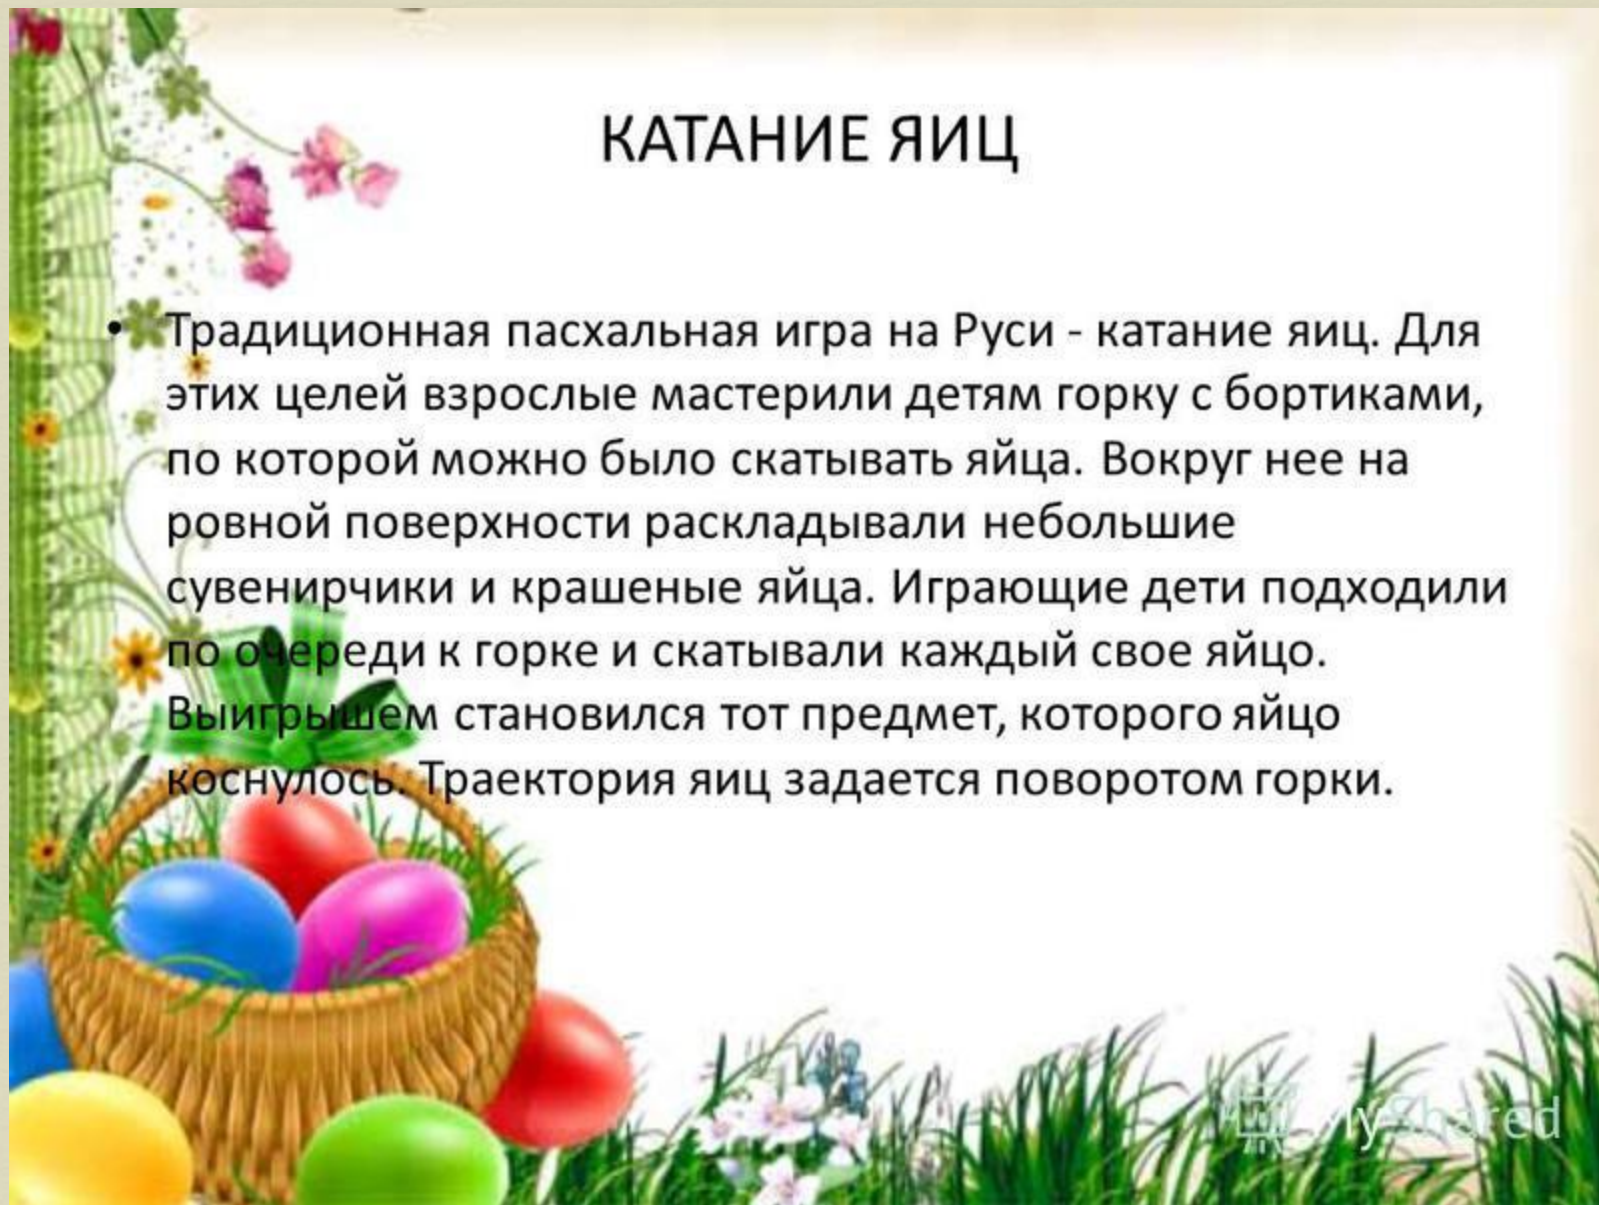 КАТАНИЕ ЯИЦ
• Традиционная пасхальная игра на Руси - катание яиц. Для
этих целей взрослые мастерили детям горку с бортиками,
по которой можно было скатывать яйца. Вокруг нее на
ровной поверхности раскладывали небольшие
сувенирчики и крашеные яйца. Играющие дети подходили
по очереди к горке и скатывали каждый свое яйцо.
Выигрышем становился тот предмет, которого яйцо
коснулось. Траектория яиц задается поворотом горки.
MyShared